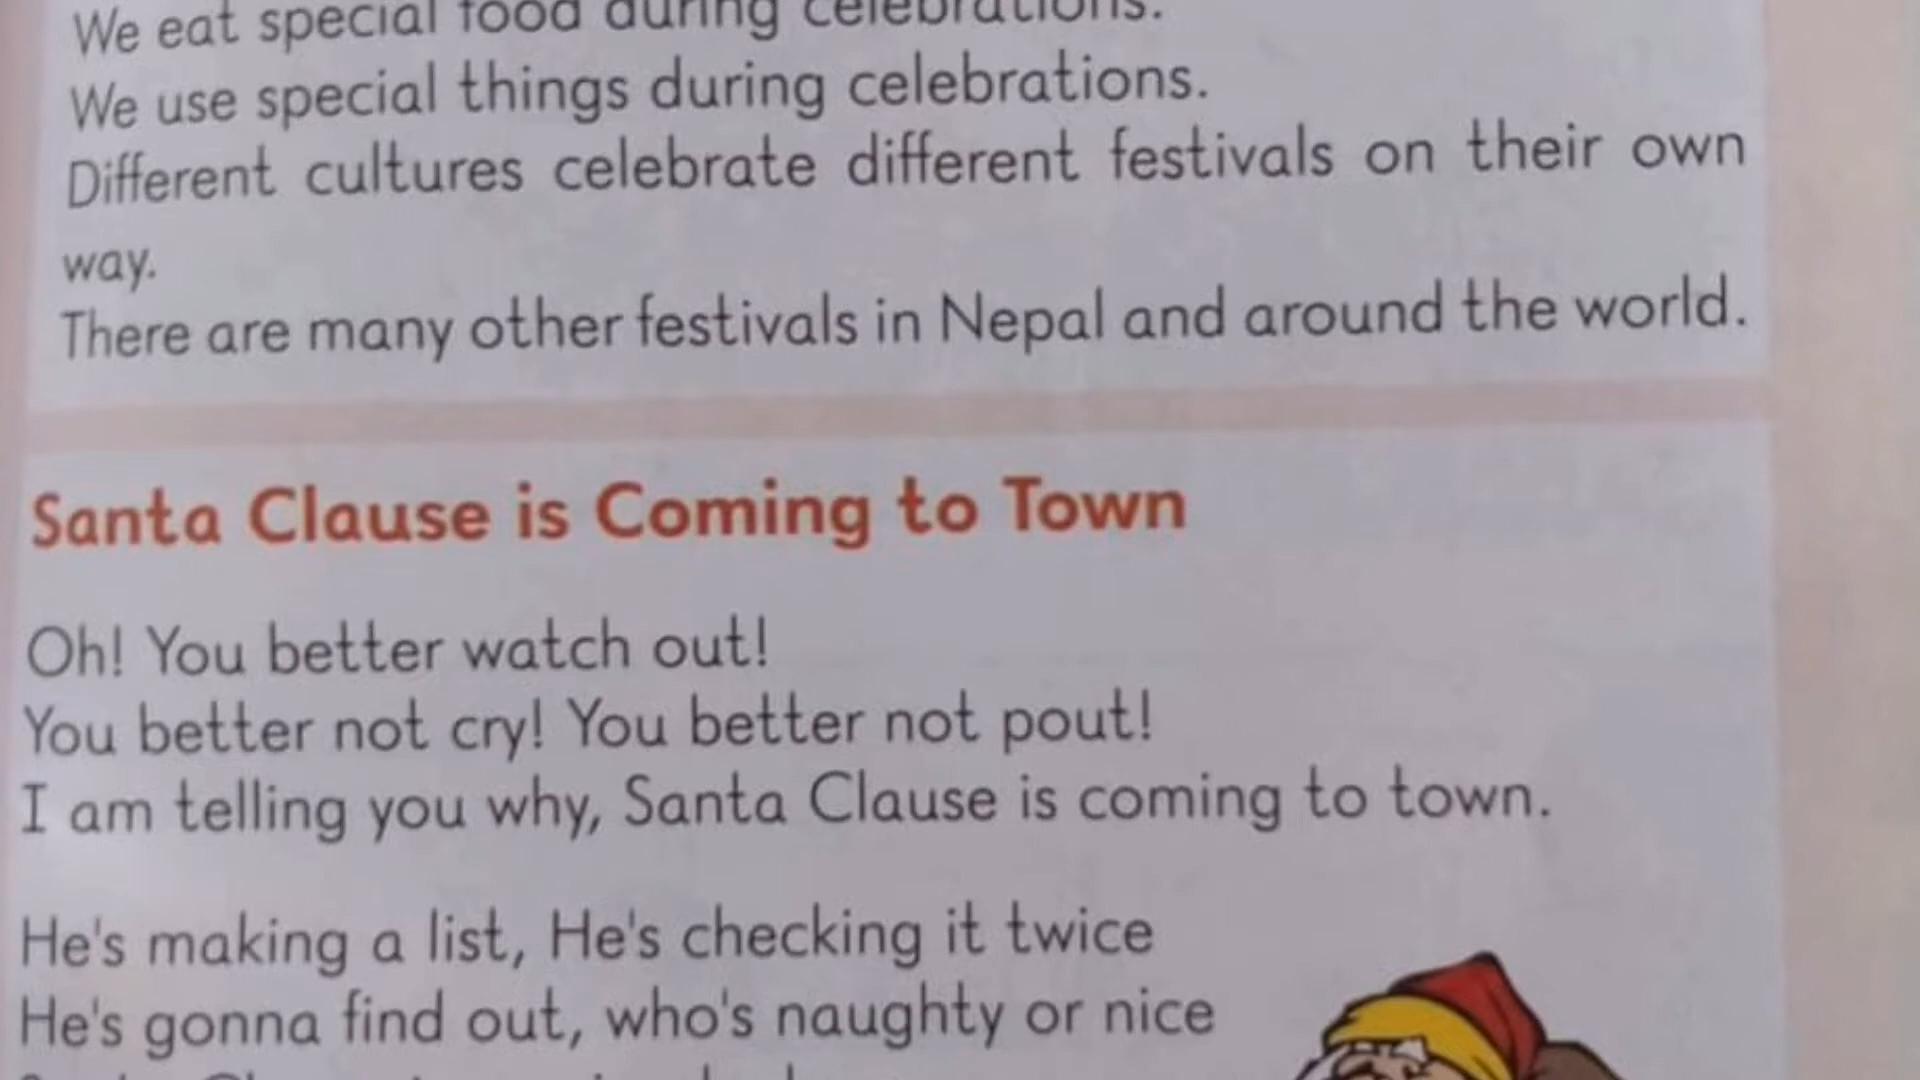 We eat special food during celebrations.
We use special things during celebrations.
Different cultures celebrate different festivals on their own
way.
There are many other festivals in Nepal and around the world.
Santa Clause is Coming to Town
Oh! You better watch out!
You better not cry! You better not pout!
I am telling you why, Santa Clause is coming to town.
He's making a list, He's checking it twice
He's gonna find out, who's naughty or nice